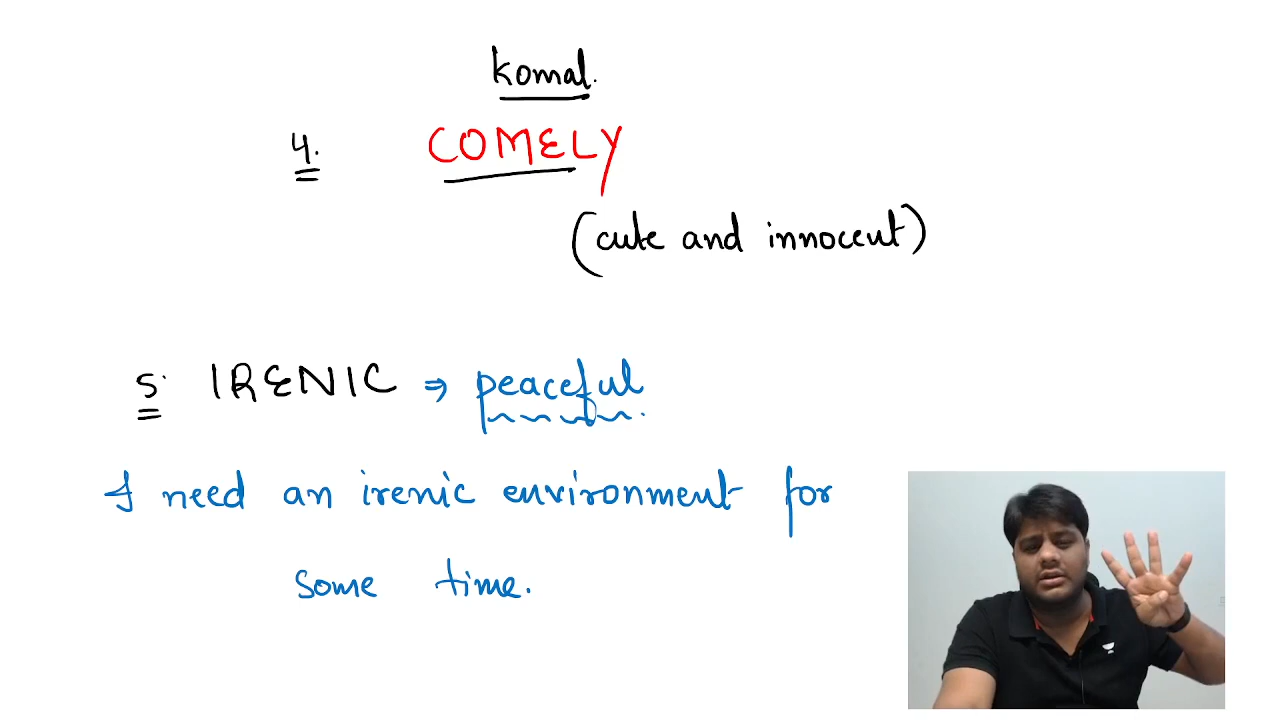 komal.
4. COMELY
(cute and innocent)
5. IRENIC ⇒ peaceful.
I need an irenic environment for
some time.